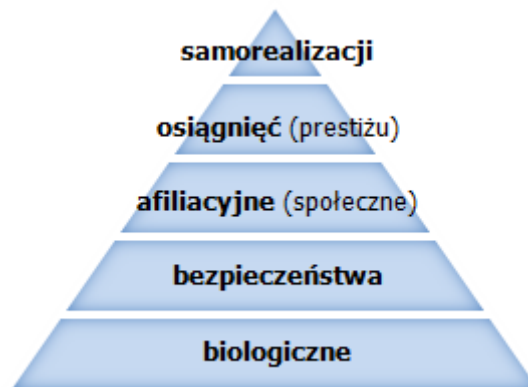 samorealizacji
osiągnięć (prestiżu)
afiliacyjne (społeczne)
bezpieczeństwa
biologiczne